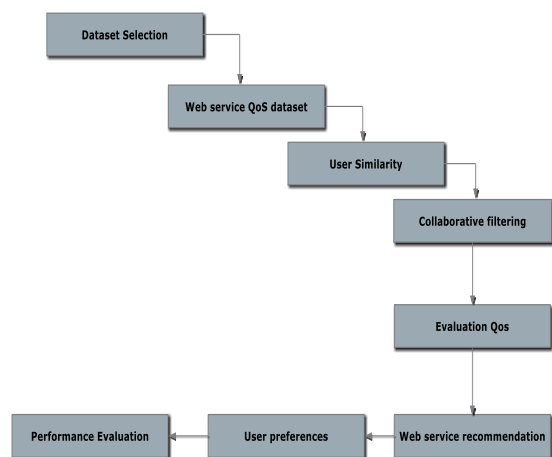 Dataset Selection
Web service QoS dataset
User Similarity
Collaborative filtering
Evaluation Qos
Web service recommendation
User preferences
Performance Evaluation